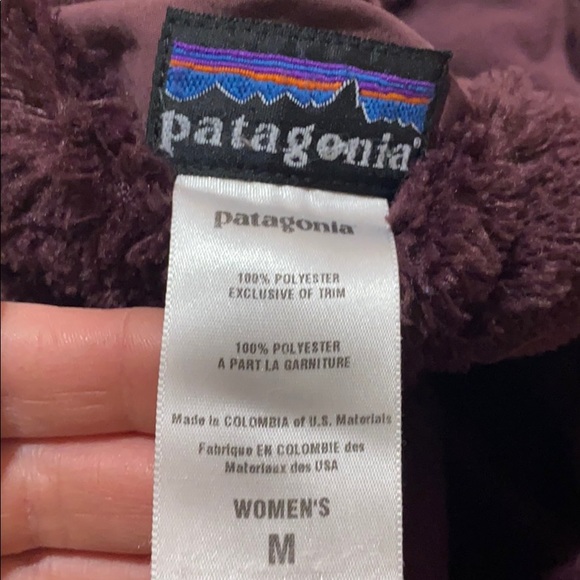 patagonia®
patagonia
100% POLYESTER
EXCLUSIVE OF TRIM
100% POLYESTER
A PART LA GARNITURE
Made in COLOMBIA of U.S. Materials
Fabrique EN COLOMBIE des
Materiaux des USA
WOMEN'S
M